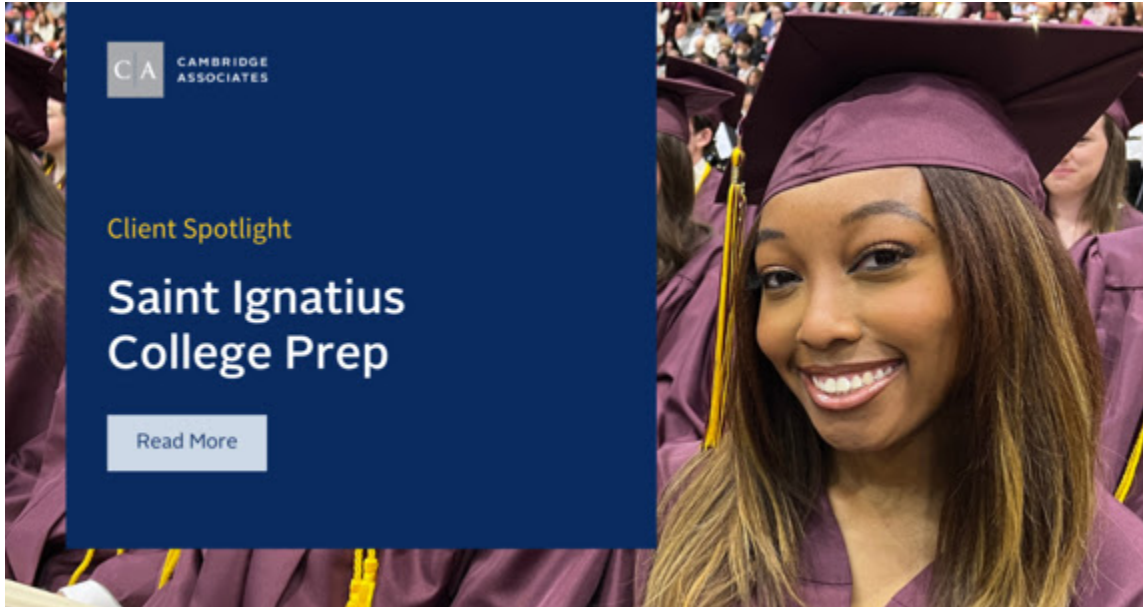 C A
CAMBRIDGE
ASSOCIATES
Client Spotlight
Saint Ignatius
College Prep
Read More